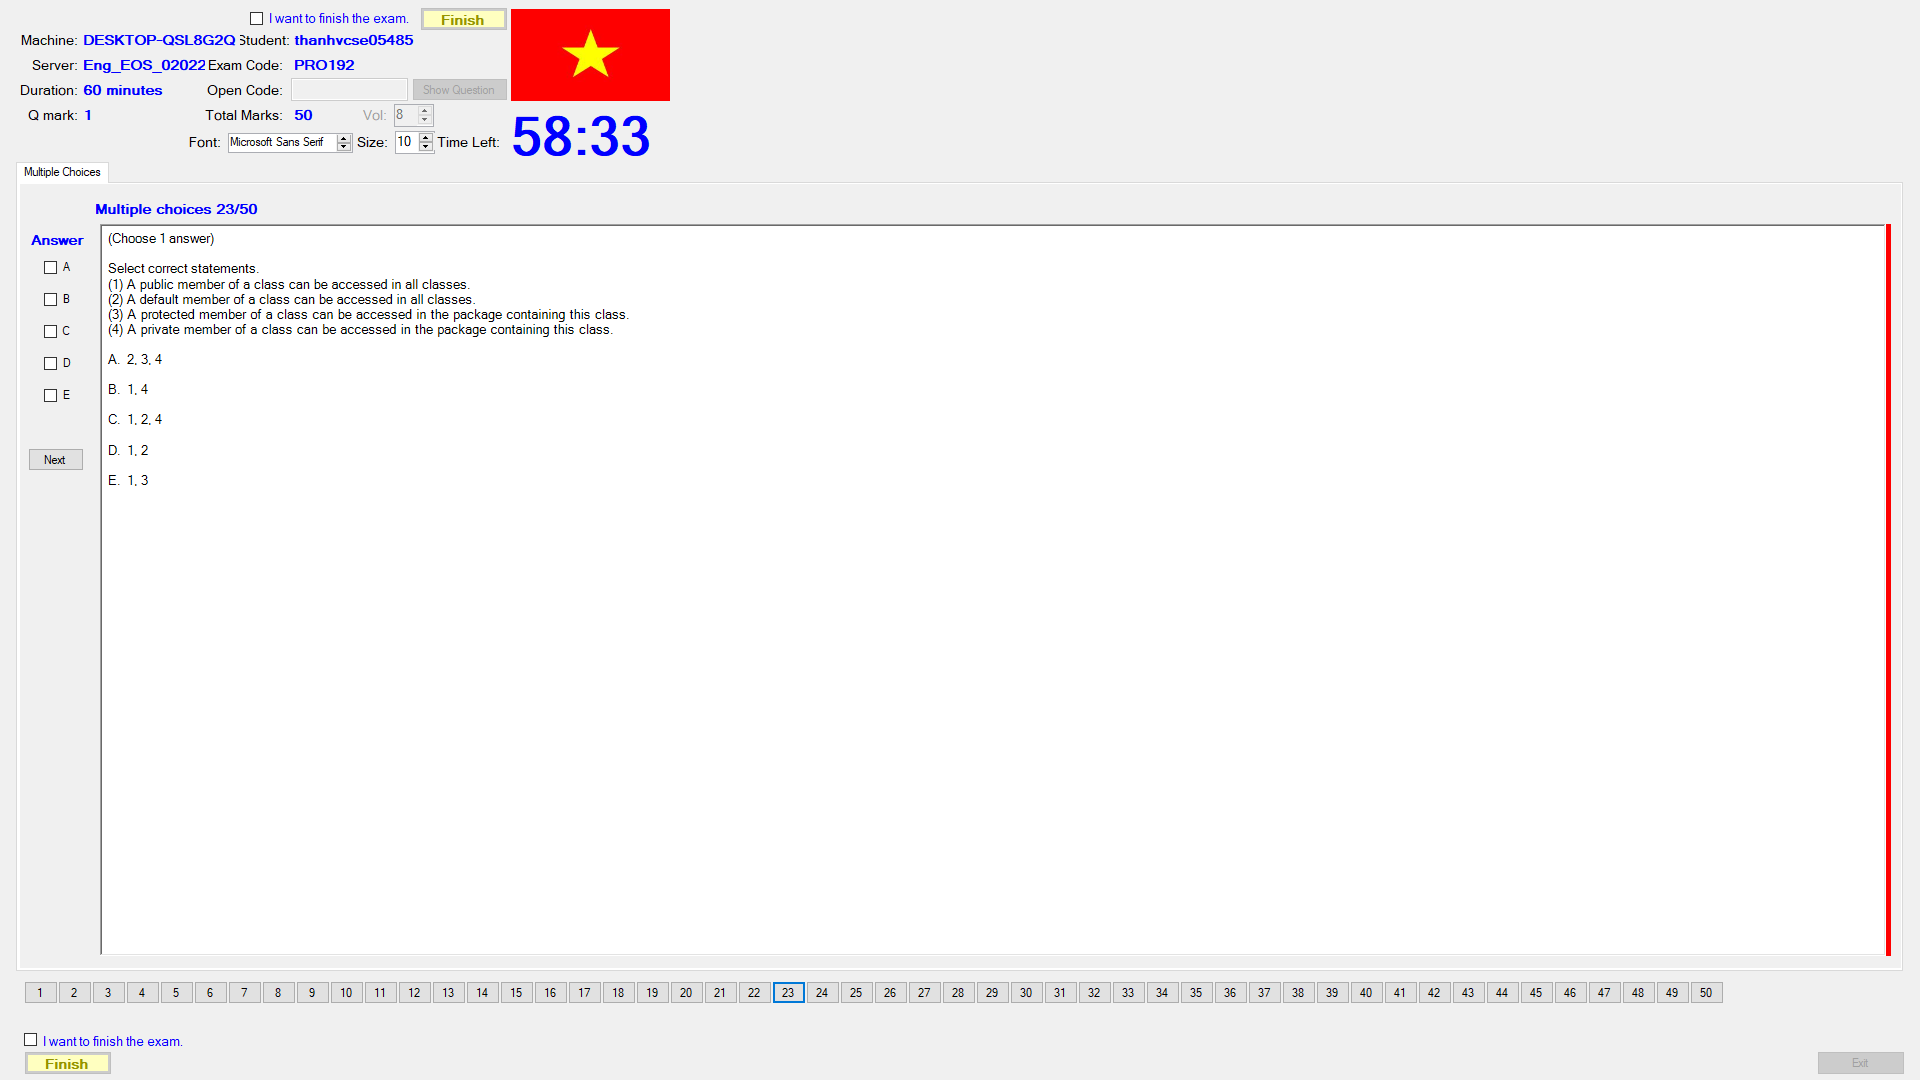 I want to finish the exam.
Finish
Machine: DESKTOP-QSL8G2Q Student: thanhvcse05485
Server: Eng_EOS_02022 Exam Code: PRO192
Duration: 60 minutes Open Code: Show Question
Q mark: 1 Total Marks: 50 Vol: 8
Font: Microsoft Sans Serif Size: 10 Time Left: 58:33
Multiple Choices
Multiple choices 23/50
Answer
A
B
C
D
E
Next
(Choose 1 answer)
Select correct statements.
(1) A public member of a class can be accessed in all classes.
(2) A default member of a class can be accessed in all classes.
(3) A protected member of a class can be accessed in the package containing this class.
(4) A private member of a class can be accessed in the package containing this class.
A. 2, 3, 4
B. 1, 4
C. 1, 2, 4
D. 1, 2
E. 1, 3
1 2 3 4 5 6 7 8 9 10 11 12 13 14 15 16 17 18 19 20 21 22 23 24 25 26 27 28 29 30 31 32 33 34 35 36 37 38 39 40 41 42 43 44 45 46 47 48 49 50
I want to finish the exam.
Finish
Exit